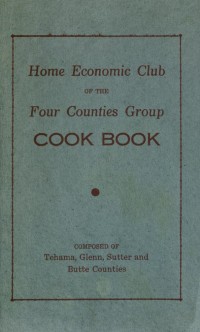 Home Economic Club
OF THE
Four Counties Group
COOK BOOK
COMPOSED OF
Tehama, Glenn, Sutter and
Butte Counties